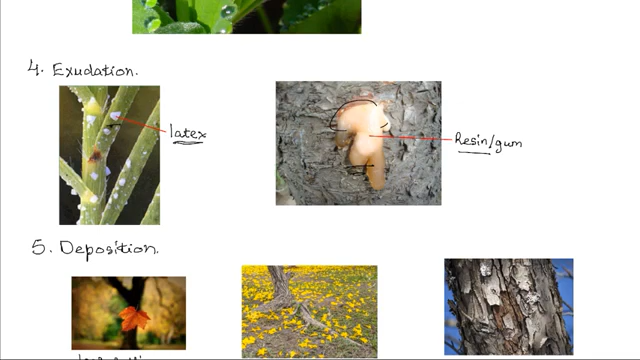 4. Exudation.
latex
Resin/gum
5. Deposition.